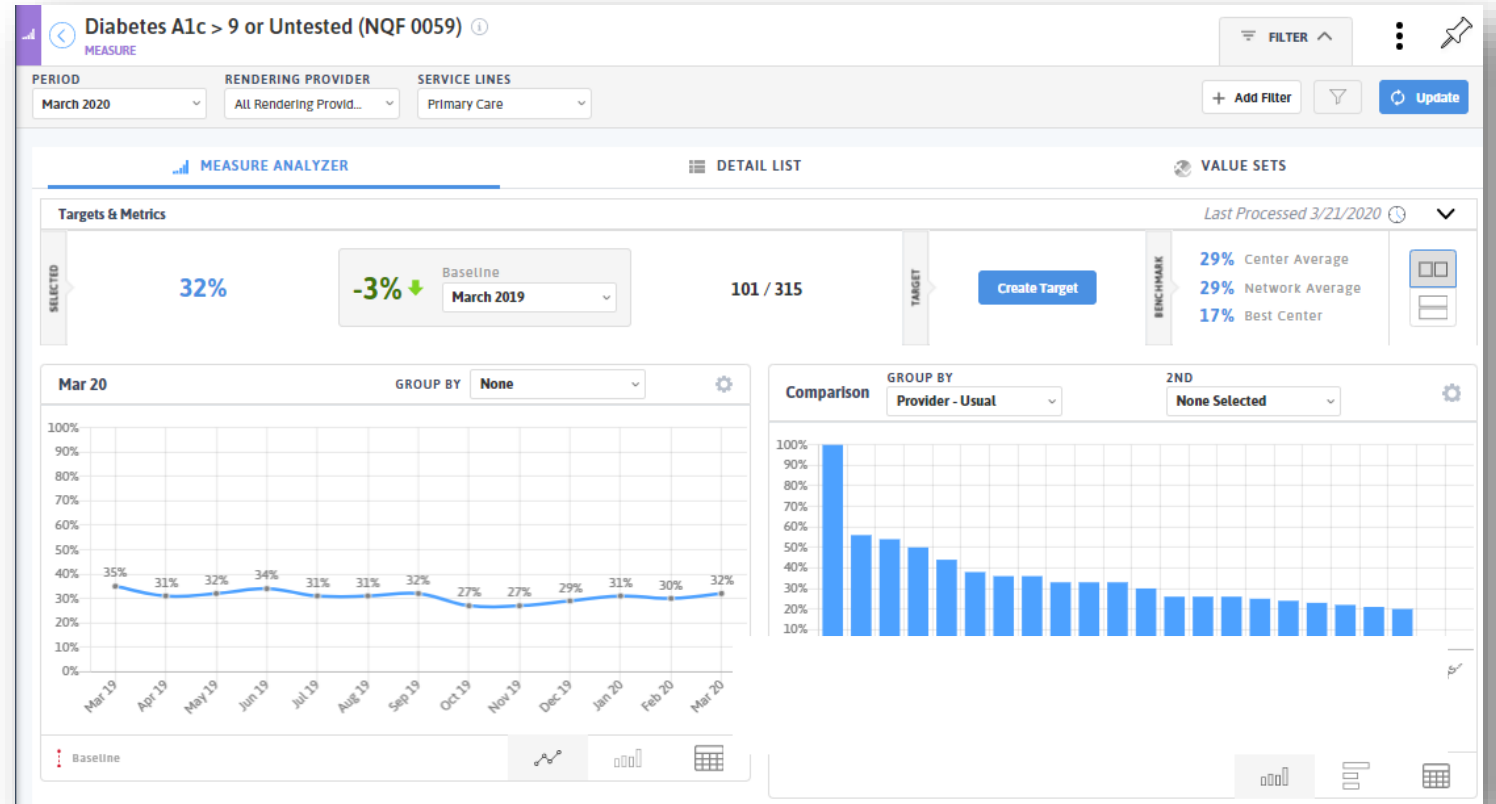 Diabetes A1c > 9 or Untested (NQF 0059)
MEASURE
FILTER
PERIOD
RENDERING PROVIDER
SERVICE LINES
March 2020
All Rendering Provid...
Primary Care
+ Add Filter
Update
MEASURE ANALYZER
DETAIL LIST
VALUE SETS
Targets & Metrics
Last Processed 3/21/2020
SELECTED
32%
-3%
Baseline
March 2019
101 / 315
TARGET
Create Target
BENCHMARK
29% Center Average
29% Network Average
17% Best Center
Mar 20
GROUP BY
None
100%
90%
80%
70%
60%
50%
40%
30%
20%
10%
0%
35%
31%
32%
34%
31%
31%
32%
27%
27%
29%
31%
30%
32%
Mar 19
Apr 19
May 19
Jun 19
Jul 19
Aug 19
Sep 19
Oct 19
Nov 19
Dec 19
Jan 20
Feb 20
Mar 20
Baseline
Comparison
GROUP BY
Provider - Usual
2ND
None Selected
100%
90%
80%
70%
60%
50%
40%
30%
20%
10%